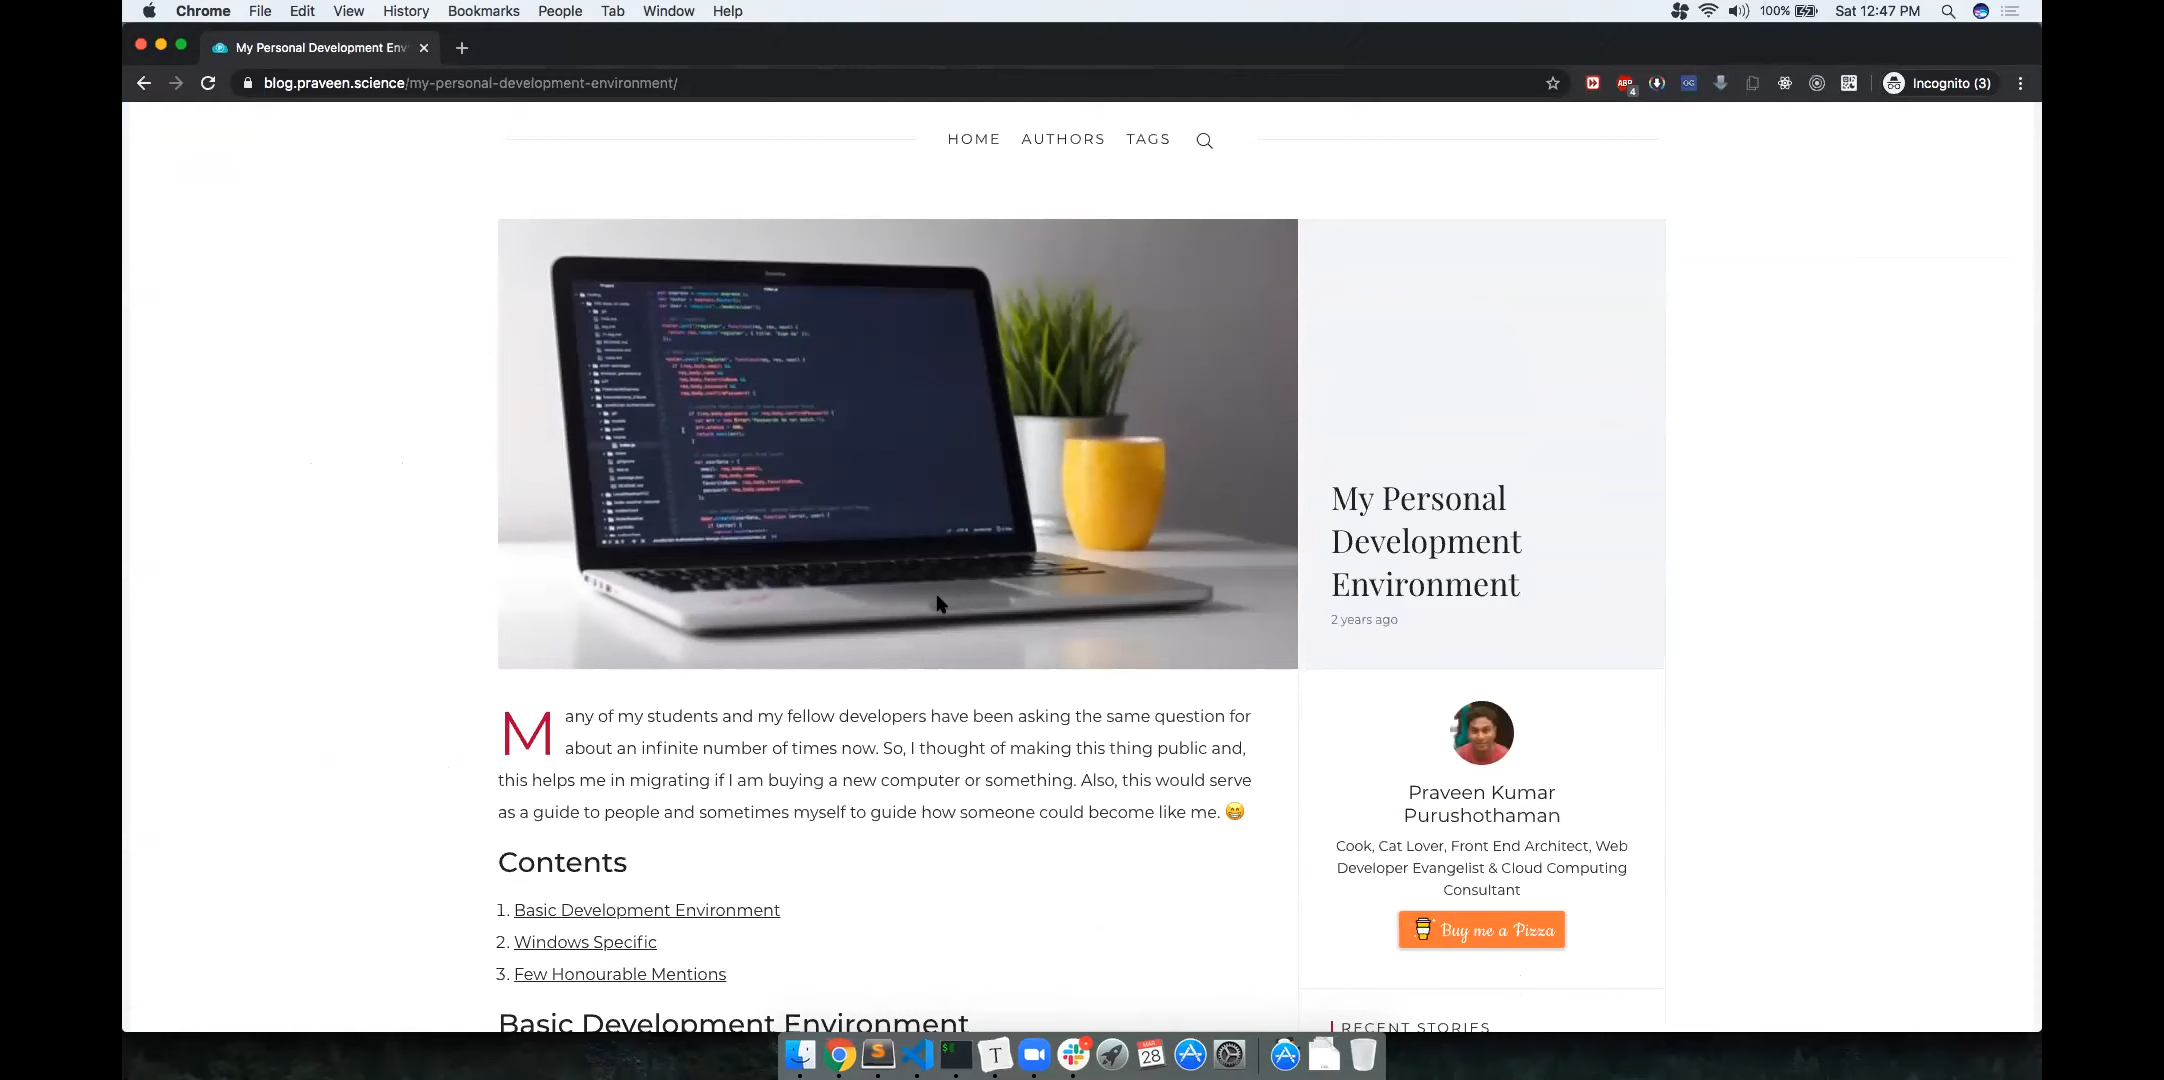 Chrome File Edit View History Bookmarks People Tab Window Help 100% Sat 12:47 PM
My Personal Development Env
blog.praveen.science/my-personal-development-environment/ ABP 4 OG Incognito (3)
HOME AUTHORS TAGS
My Personal
Development
Environment
2 years ago
Many of my students and my fellow developers have been asking the same question for
about an infinite number of times now. So, I thought of making this thing public and,
this helps me in migrating if I am buying a new computer or something. Also, this would serve
as a guide to people and sometimes myself to guide how someone could become like me. 😁
Contents
1. Basic Development Environment
2. Windows Specific
3. Few Honourable Mentions
Basic Development Environment
Praveen Kumar
Purushothaman
Cook, Cat Lover, Front End Architect, Web
Developer Evangelist & Cloud Computing
Consultant
Buy me a Pizza
RECENT STORIES
S $ T MAR 28